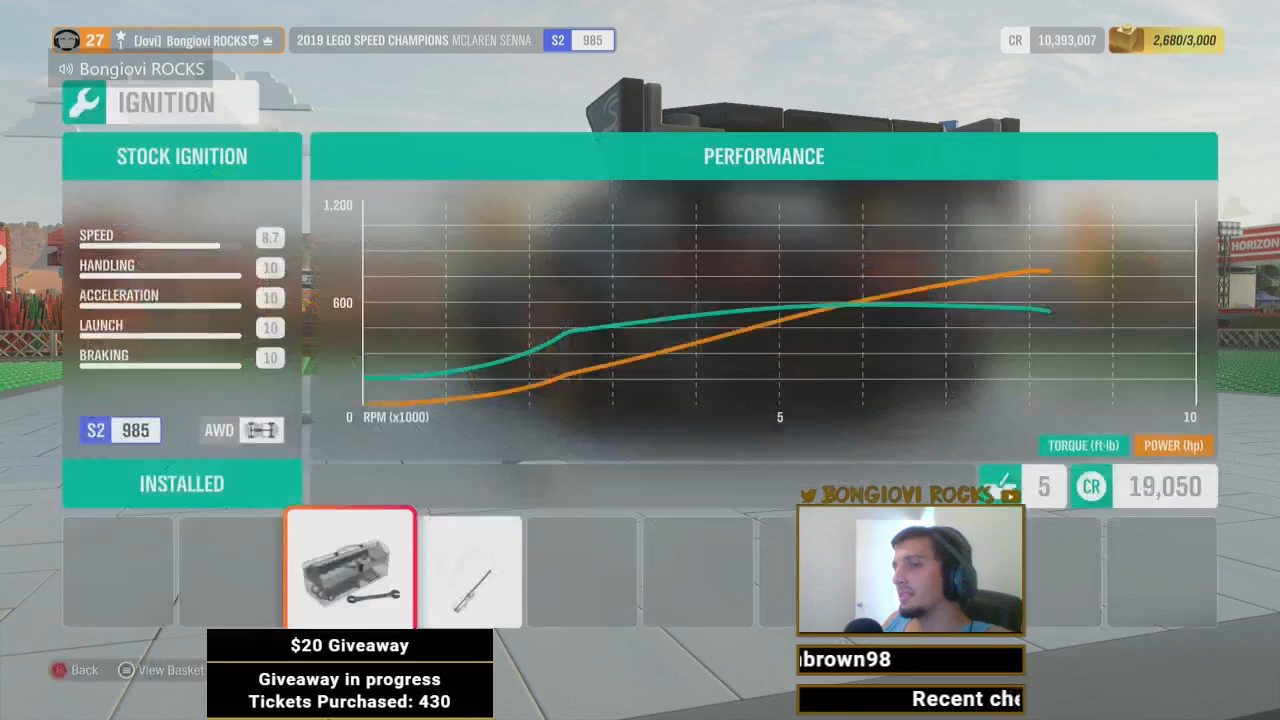 27 [Jovi] Bongiovi ROCKS
2019 LEGO SPEED CHAMPIONS MCLAREN SENNA S2 985
CR 10,393,007
2,680/3,000
Bongiovi ROCKS
IGNITION
STOCK IGNITION
PERFORMANCE
SPEED 8.7
HANDLING 10
ACCELERATION 10
LAUNCH 10
BRAKING 10
S2 985 AWD
INSTALLED
1,200
600
0 RPM (x1000) 5 10
TORQUE (ft-lb) POWER (hp)
5 CR 19,050
HORIZON
BONGIOVI ROCKS
Back View Basket
$20 Giveaway
Giveaway in progress
Tickets Purchased: 430
brown98
Recent che